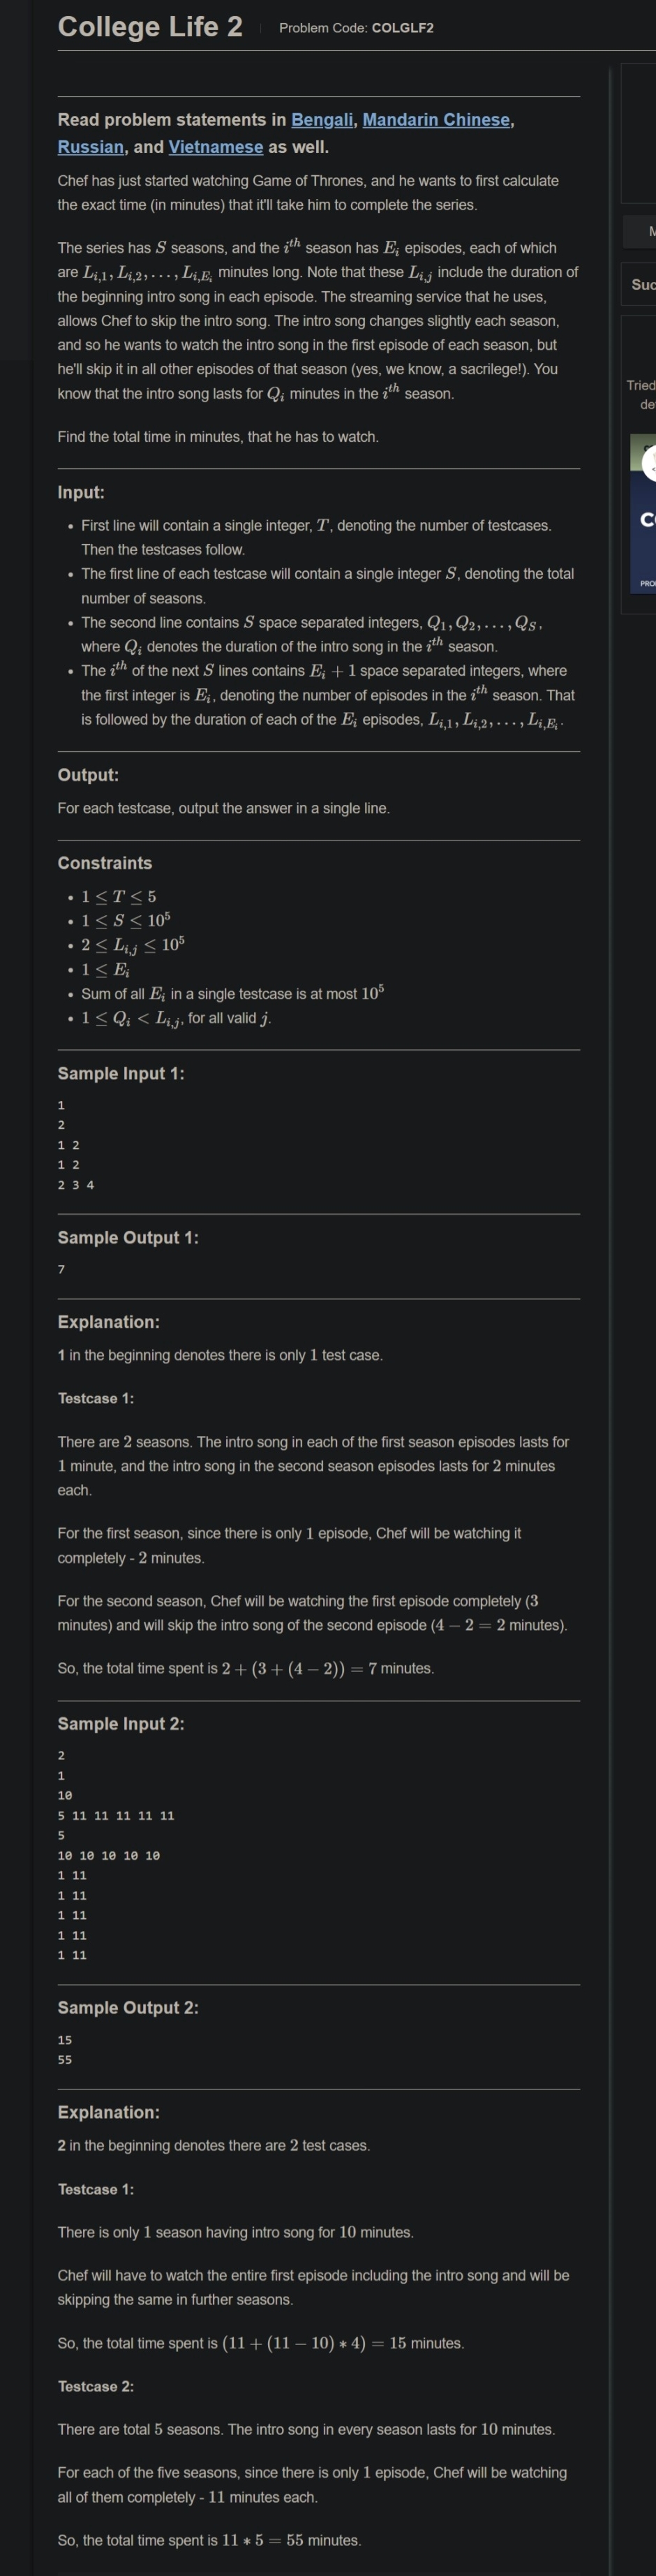 College Life 2 Problem Code: COLGLF2
Read problem statements in Bengali, Mandarin Chinese,
Russian, and Vietnamese as well.
Chef has just started watching Game of Thrones, and he wants to first calculate
the exact time (in minutes) that it'll take him to complete the series.
The series has S seasons, and the i^th season has E_i episodes, each of which
are L_{i,1}, L_{i,2}, ..., L_{i,E_i} minutes long. Note that these L_{i,j} include the duration of
the beginning intro song in each episode. The streaming service that he uses,
allows Chef to skip the intro song. The intro song changes slightly each season,
and so he wants to watch the intro song in the first episode of each season, but
he'll skip it in all other episodes of that season (yes, we know, a sacrilege!). You
know that the intro song lasts for Q_i minutes in the i^th season.
Find the total time in minutes, that he has to watch.
Input:
• First line will contain a single integer, T, denoting the number of testcases.
Then the testcases follow.
• The first line of each testcase will contain a single integer S, denoting the total
number of seasons.
• The second line contains S space separated integers, Q_1, Q_2, ..., Q_S,
where Q_i denotes the duration of the intro song in the i^th season.
• The i^th of the next S lines contains E_i + 1 space separated integers, where
the first integer is E_i, denoting the number of episodes in the i^th season. That
is followed by the duration of each of the E_i episodes, L_{i,1}, L_{i,2}, ..., L_{i,E_i}.
Output:
For each testcase, output the answer in a single line.
Constraints
• 1 ≤ T ≤ 5
• 1 ≤ S ≤ 10^5
• 2 ≤ L_{i,j} ≤ 10^5
• 1 ≤ E_i
• Sum of all E_i in a single testcase is at most 10^5
• 1 ≤ Q_i < L_{i,j}, for all valid j.
Sample Input 1:
1
2
1 2
1 2
2 3 4
Sample Output 1:
7
Explanation:
1 in the beginning denotes there is only 1 test case.
Testcase 1:
There are 2 seasons. The intro song in each of the first season episodes lasts for
1 minute, and the intro song in the second season episodes lasts for 2 minutes
each.
For the first season, since there is only 1 episode, Chef will be watching it
completely - 2 minutes.
For the second season, Chef will be watching the first episode completely (3
minutes) and will skip the intro song of the second episode (4 − 2 = 2 minutes).
So, the total time spent is 2 + (3 + (4 − 2)) = 7 minutes.
Sample Input 2:
2
1
10
5 11 11 11 11 11
5
10 10 10 10 10
1 11
1 11
1 11
1 11
1 11
Sample Output 2:
15
55
Explanation:
2 in the beginning denotes there are 2 test cases.
Testcase 1:
There is only 1 season having intro song for 10 minutes.
Chef will have to watch the entire first episode including the intro song and will be
skipping the same in further seasons.
So, the total time spent is (11 + (11 − 10) ∗ 4) = 15 minutes.
Testcase 2:
There are total 5 seasons. The intro song in every season lasts for 10 minutes.
For each of the five seasons, since there is only 1 episode, Chef will be watching
all of them completely - 11 minutes each.
So, the total time spent is 11 ∗ 5 = 55 minutes.
Tried